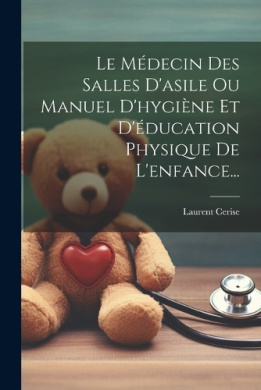 Le Médecin Des
Salles D'asile Ou
Manuel D'hygiène Et
D'éducation
Physique De
L'enfance...
Laurent Cerise